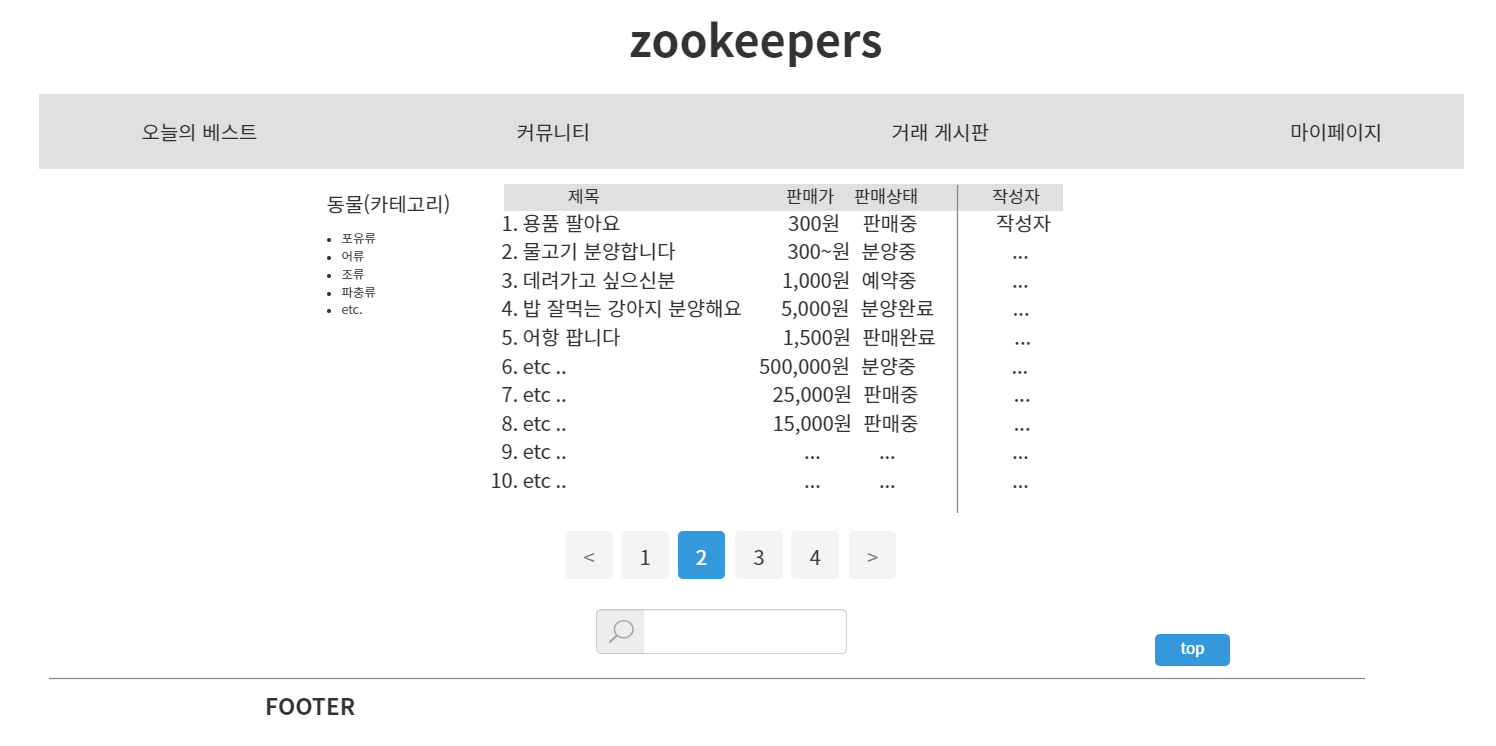 zookeepers
오늘의 베스트 커뮤니티 거래 게시판 마이페이지
동물(카테고리)
• 포유류
• 어류
• 조류
• 파충류
• etc.
제목 판매가 판매상태 작성자
1. 용품 팔아요 300원 판매중 작성자
2. 물고기 분양합니다 300~원 분양중 ...
3. 데려가고 싶으신분 1,000원 예약중 ...
4. 밥 잘먹는 강아지 분양해요 5,000원 분양완료 ...
5. 어항 팝니다 1,500원 판매완료 ...
6. etc .. 500,000원 분양중 ...
7. etc .. 25,000원 판매중 ...
8. etc .. 15,000원 판매중 ...
9. etc .. ... ... ...
10. etc .. ... ... ...
< 1 2 3 4 >
top
FOOTER